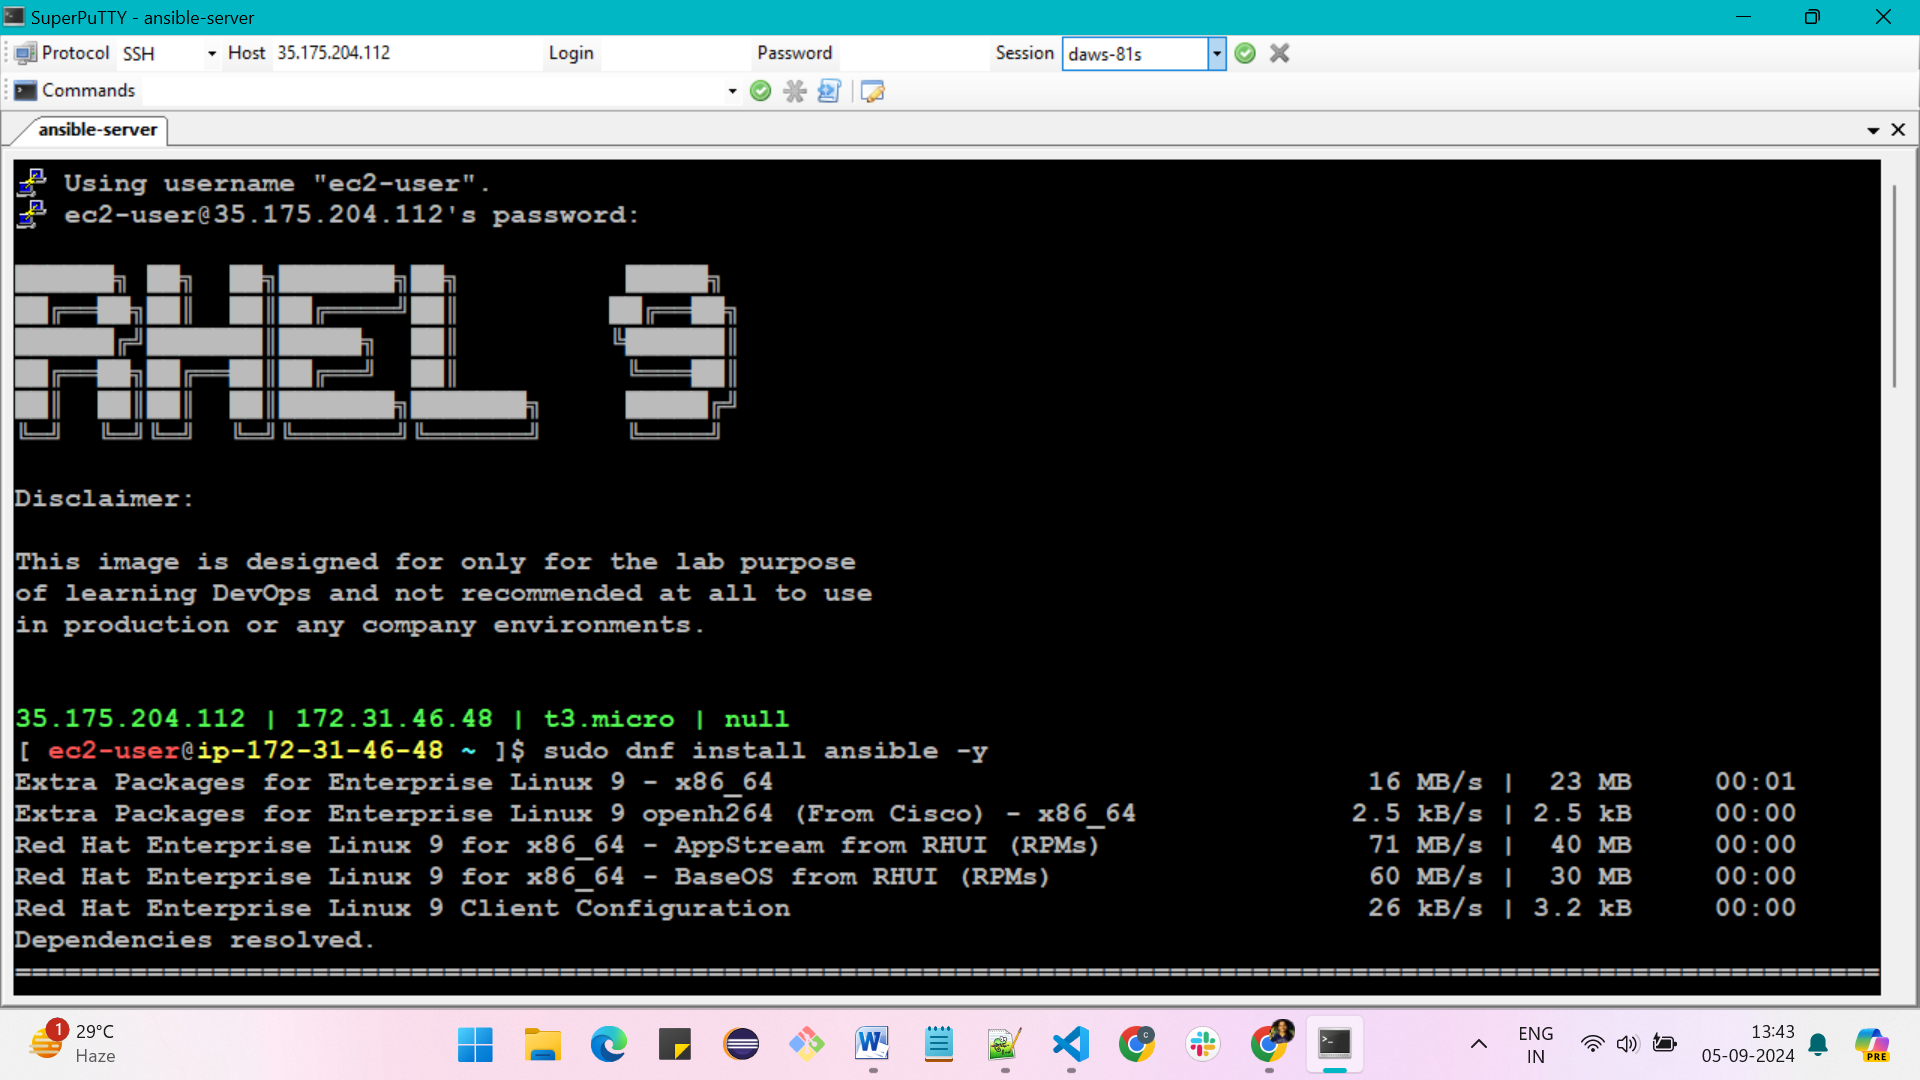 SuperPuTTY - ansible-server
Protocol SSH Host 35.175.204.112 Login Password Session daws-81s
Commands
ansible-server
Using username "ec2-user".
ec2-user@35.175.204.112's password:
RHEL 9
Disclaimer:
This image is designed for only for the lab purpose
of learning DevOps and not recommended at all to use
in production or any company environments.
35.175.204.112 | 172.31.46.48 | t3.micro | null
[ ec2-user@ip-172-31-46-48 ~ ]$ sudo dnf install ansible -y
Extra Packages for Enterprise Linux 9 - x86_64 16 MB/s | 23 MB 00:01
Extra Packages for Enterprise Linux 9 openh264 (From Cisco) - x86_64 2.5 kB/s | 2.5 kB 00:00
Red Hat Enterprise Linux 9 for x86_64 - AppStream from RHUI (RPMs) 71 MB/s | 40 MB 00:00
Red Hat Enterprise Linux 9 for x86_64 - BaseOS from RHUI (RPMs) 60 MB/s | 30 MB 00:00
Red Hat Enterprise Linux 9 Client Configuration 26 kB/s | 3.2 kB 00:00
Dependencies resolved.
1 29°C
Haze
ENG
IN
13:43
05-09-2024
PRE